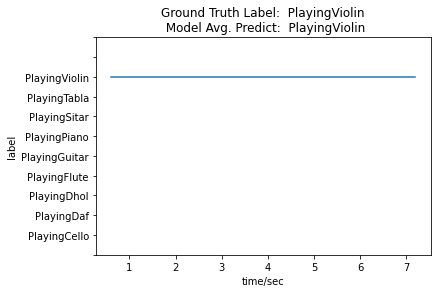 Ground Truth Label:  PlayingViolin
Model Avg. Predict:  PlayingViolin
PlayingViolin
PlayingTabla
PlayingSitar
PlayingPiano
PlayingGuitar
PlayingFlute
PlayingDhol
PlayingDaf
PlayingCello
label
1 2 3 4 5 6 7
time/sec